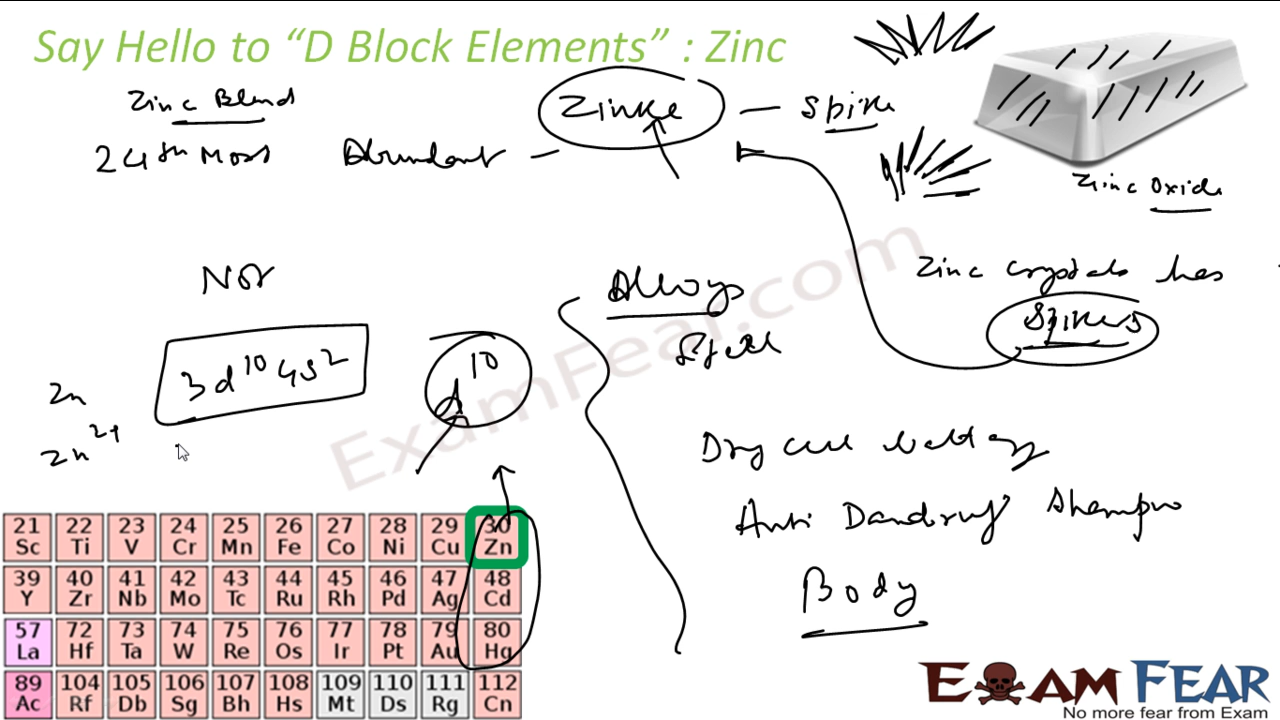 Say Hello to “D Block Elements” : Zinc
Zinc Blend
Zinke — Spike
24th Most Abundant —
Zinc Oxide
Zinc crystals has
Spikers
Not
Alloys
3d¹⁰4s²
d¹⁰
Zn
Zn²⁺
Dry cell battery
Anti Dandruff Shampoo
Body
ExamFear.com
21 22 23 24 25 26 27 28 29 30
Sc Ti V Cr Mn Fe Co Ni Cu Zn
39 40 41 42 43 44 45 46 47 48
Y Zr Nb Mo Tc Ru Rh Pd Ag Cd
57 72 73 74 75 76 77 78 79 80
La Hf Ta W Re Os Ir Pt Au Hg
89 104 105 106 107 108 109 110 111 112
Ac Rf Db Sg Bh Hs Mt Ds Rg Cn
EXAM FEAR
No more fear from Exam